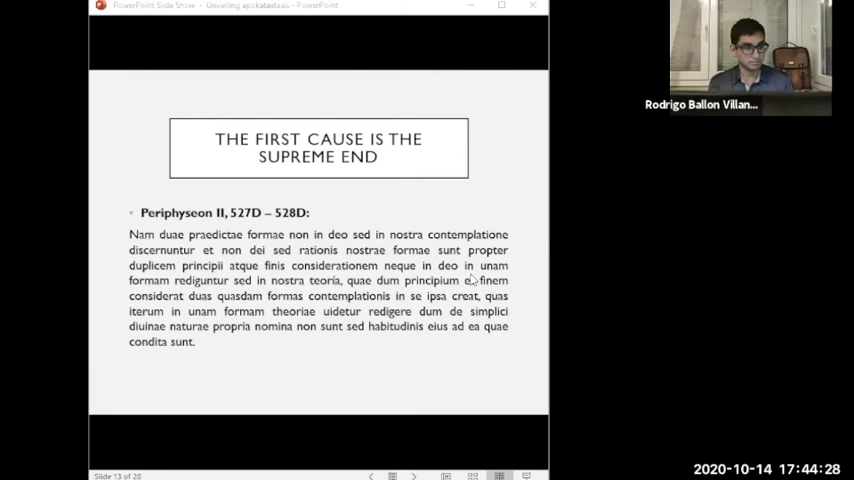 PowerPoint Slide Show - Unveiling apokatastasis - PowerPoint
Rodrigo Ballon Villan...
THE FIRST CAUSE IS THE
SUPREME END
• Periphyseon II, 527D – 528D:
Nam duae praedictae formae non in deo sed in nostra contemplatione
discernuntur et non dei sed rationis nostrae formae sunt propter
duplicem principii atque finis considerationem neque in deo in unam
formam rediguntur sed in nostra teoría, quae dum principium et finem
considerat duas quasdam formas contemplationis in se ipsa creat, quas
iterum in unam formam theoriae uidetur redigere dum de simplici
diuinae naturae propria nomina non sunt sed habitudinis eius ad ea quae
condita sunt.
Slide 13 of 28
2020-10-14 17:44:28